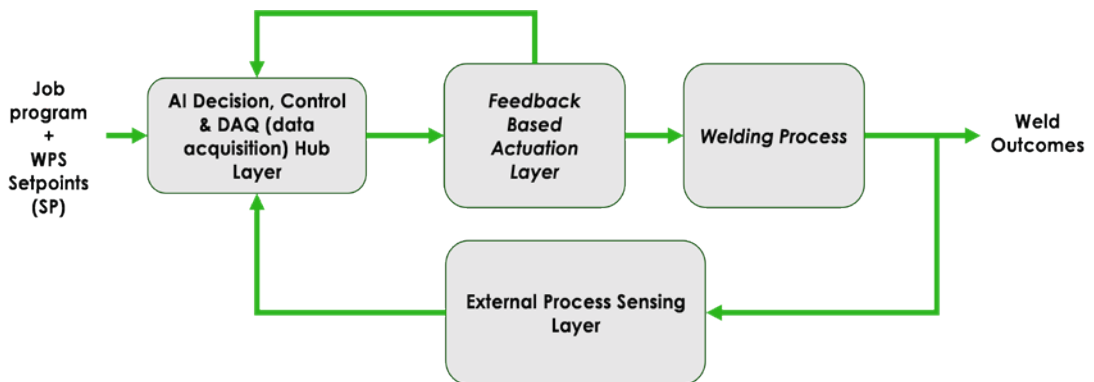 Job
program
+
WPS
Setpoints
(SP)
AI Decision, Control
& DAQ (data
acquisition) Hub
Layer
Feedback
Based
Actuation
Layer
Welding Process
Weld
Outcomes
External Process Sensing
Layer